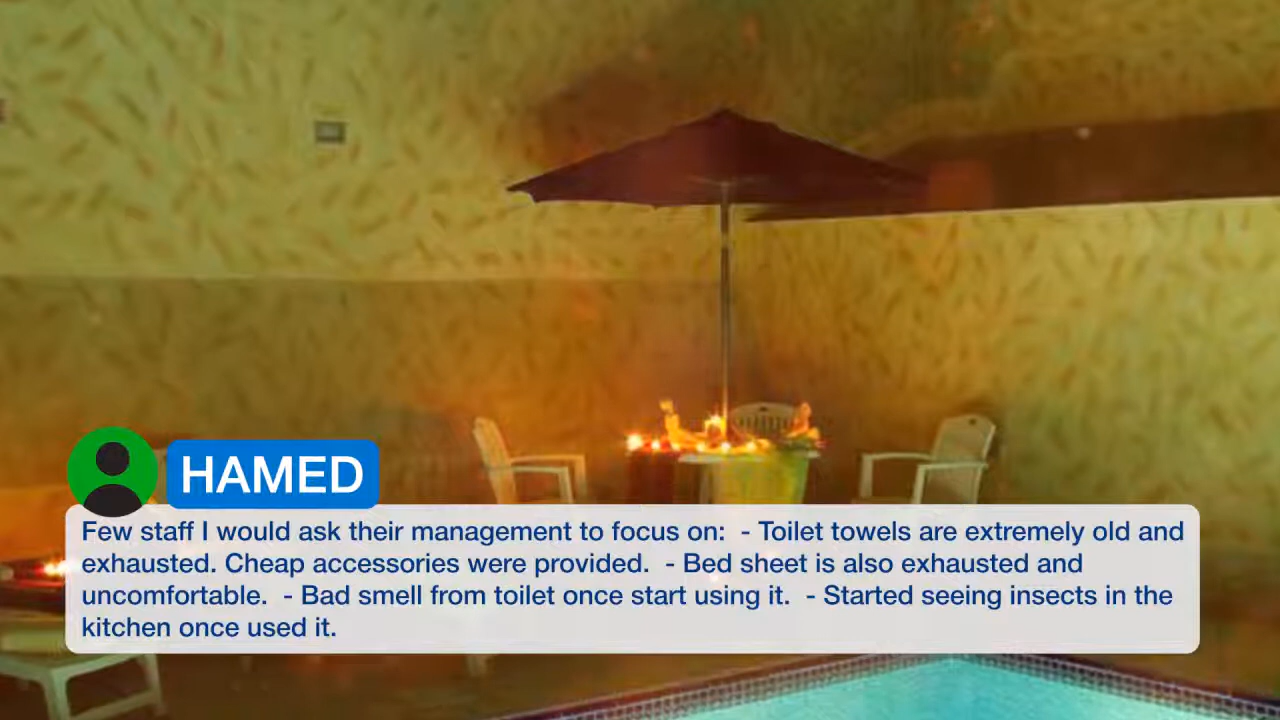 HAMED
Few staff I would ask their management to focus on:  - Toilet towels are extremely old and
exhausted. Cheap accessories were provided.  - Bed sheet is also exhausted and
uncomfortable.  - Bad smell from toilet once start using it.  - Started seeing insects in the
kitchen once used it.